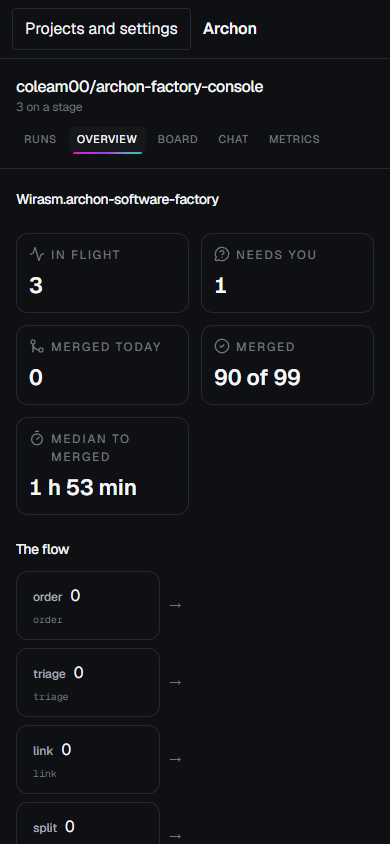 Projects and settings Archon
coleam00/archon-factory-console
3 on a stage
RUNS OVERVIEW BOARD CHAT METRICS
Wirasm.archon-software-factory
IN FLIGHT
3
NEEDS YOU
1
MERGED TODAY
0
MERGED
90 of 99
MEDIAN TO
MERGED
1 h 53 min
The flow
order 0
order
→
triage 0
triage
→
link 0
link
→
split 0
→